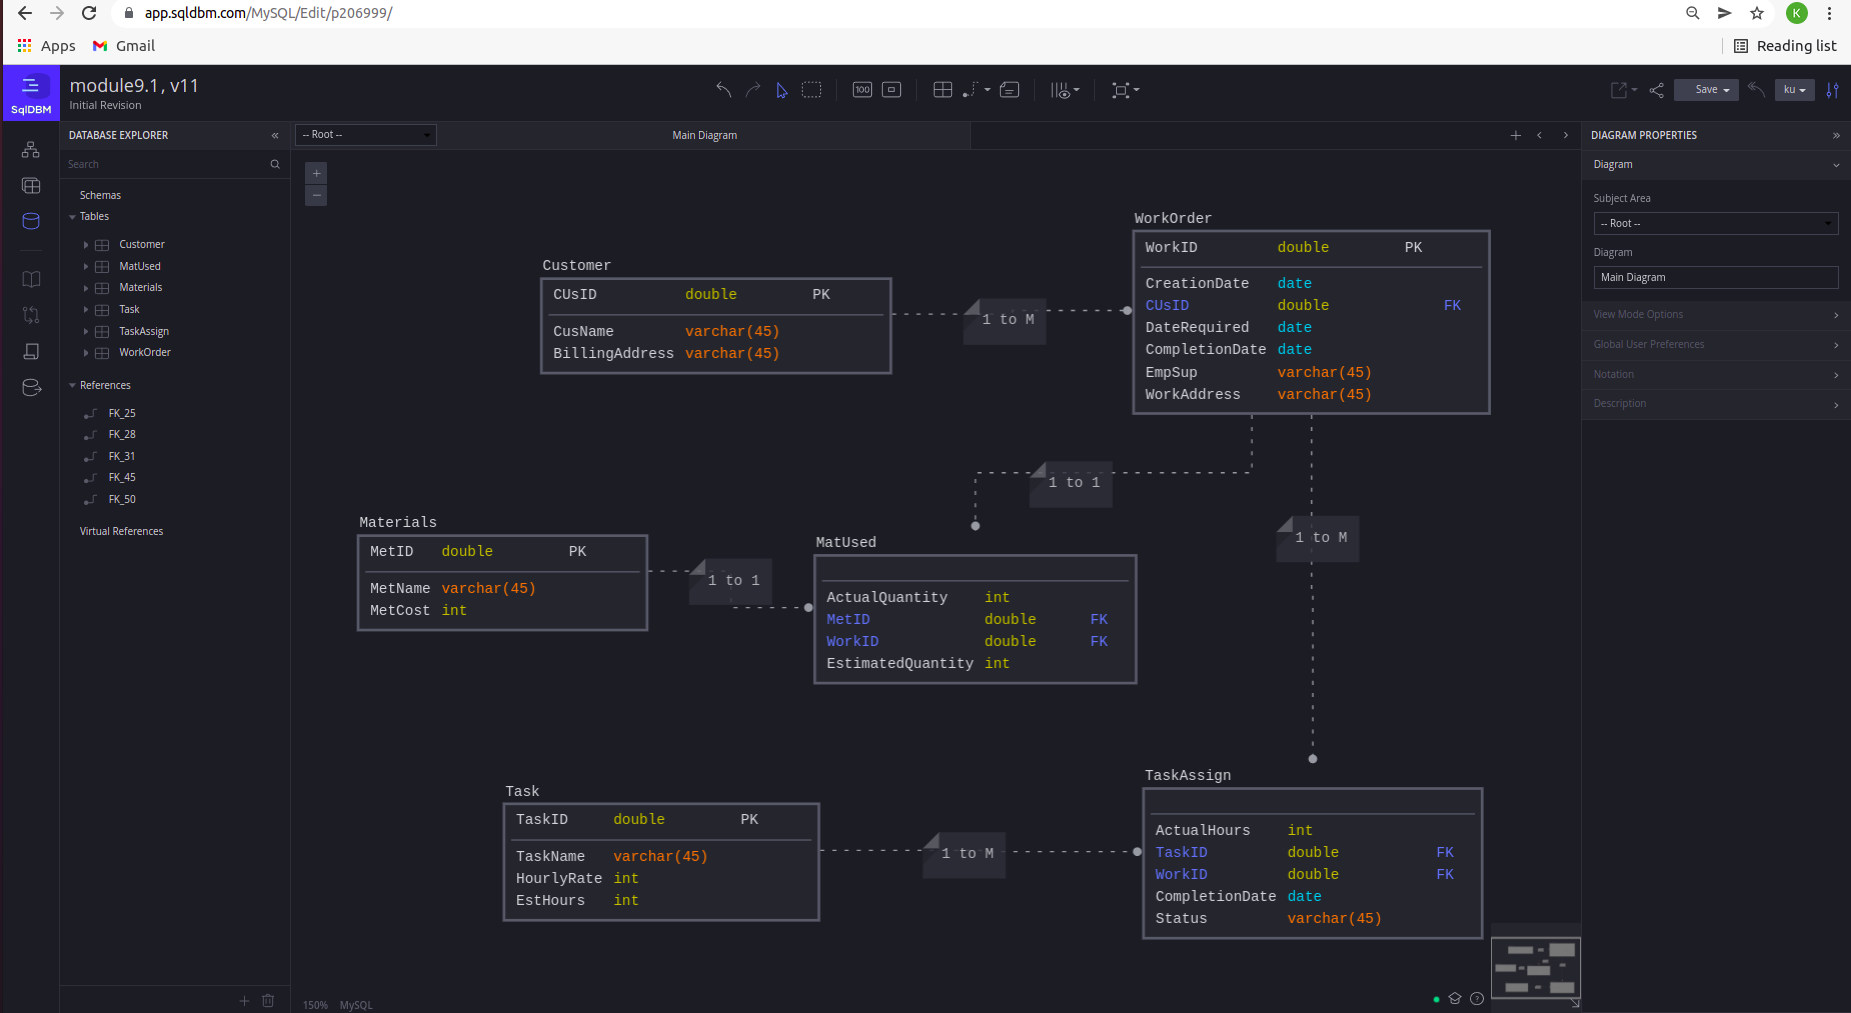 app.sqldbm.com/MySQL/Edit/p206999/
K
Apps
Gmail
Reading list
SqlDBM
module9.1, v11
Initial Revision
100
Save
ku
DATABASE EXPLORER
«
-- Root --
Main Diagram
DIAGRAM PROPERTIES
»
Search
Schemas
Tables
Customer
MatUsed
Materials
Task
TaskAssign
WorkOrder
References
FK_25
FK_28
FK_31
FK_45
FK_50
Virtual References
+
−
Customer
CUsID double PK
CusName varchar(45)
BillingAddress varchar(45)
1 to M
WorkOrder
WorkID double PK
CreationDate date
CUsID double FK
DateRequired date
CompletionDate date
EmpSup varchar(45)
WorkAddress varchar(45)
1 to 1
1 to M
Materials
MetID double PK
MetName varchar(45)
MetCost int
1 to 1
MatUsed
ActualQuantity int
MetID double FK
WorkID double FK
EstimatedQuantity int
Task
TaskID double PK
TaskName varchar(45)
HourlyRate int
EstHours int
1 to M
TaskAssign
ActualHours int
TaskID double FK
WorkID double FK
CompletionDate date
Status varchar(45)
150% MySQL
Diagram
Subject Area
-- Root --
Diagram
Main Diagram
View Mode Options
Global User Preferences
Notation
Description